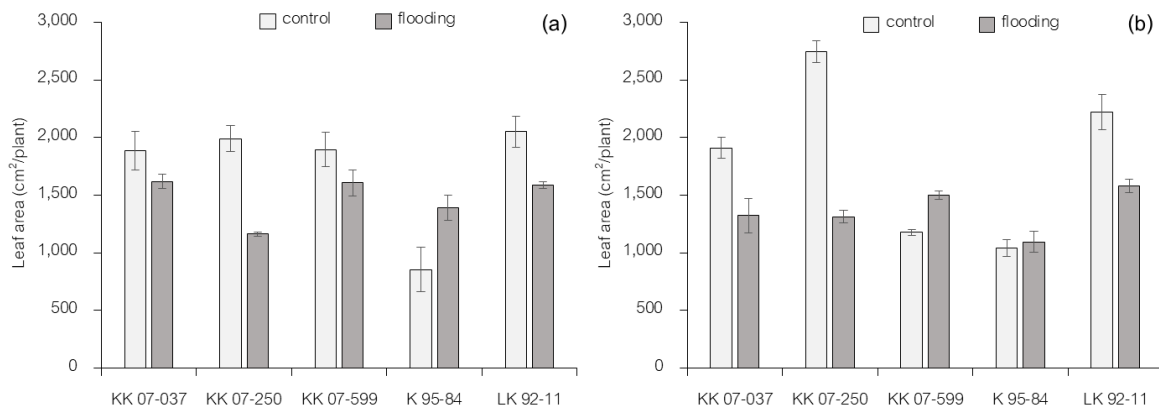 control
flooding
(a)
Leaf area (cm²/plant)
3,000
2,500
2,000
1,500
1,000
500
0
KK 07-037 KK 07-250 KK 07-599 K 95-84 LK 92-11
control
flooding
(b)
Leaf area (cm²/plant)
3,000
2,500
2,000
1,500
1,000
500
0
KK 07-037 KK 07-250 KK 07-599 K 95-84 LK 92-11